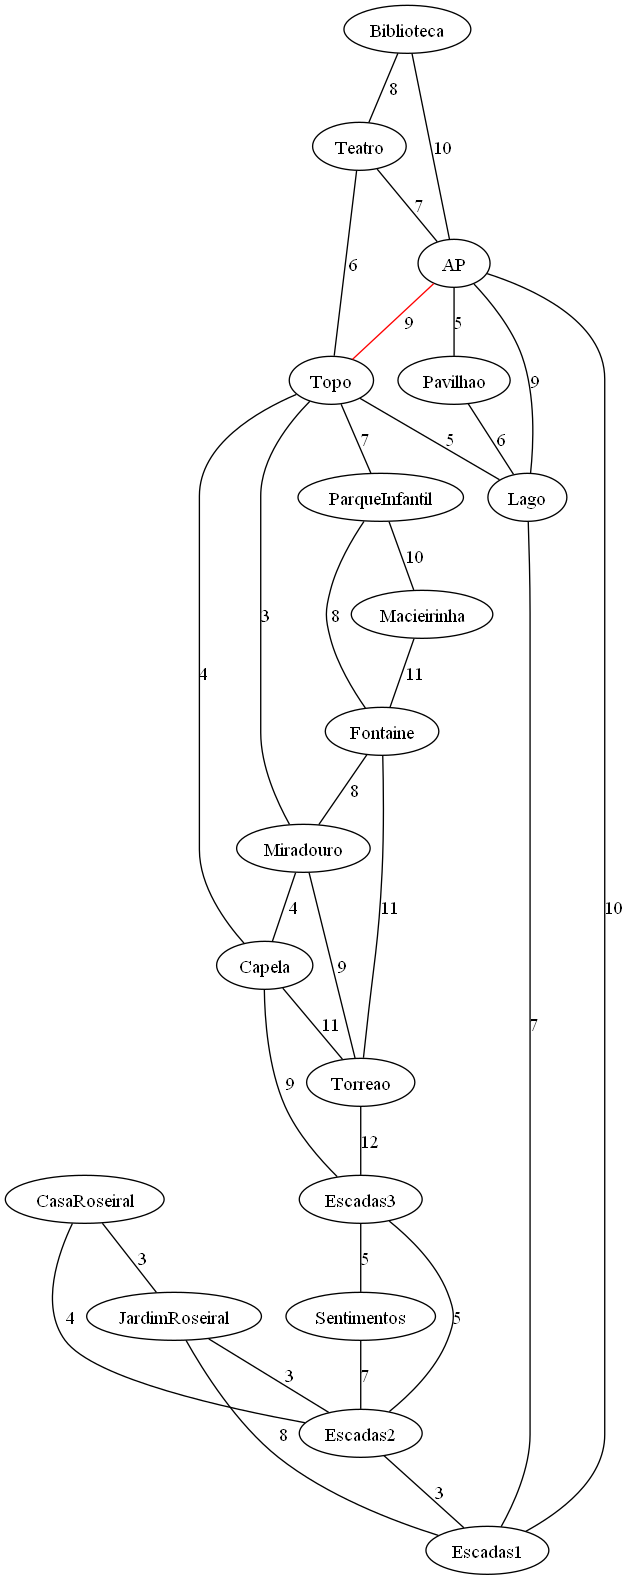 Biblioteca
8
Teatro
10
7
6
AP
9
5
Topo
Pavilhao
9
7
5
6
ParqueInfantil
Lago
10
3
8
Macieirinha
4
11
Fontaine
8
Miradouro
4
11
10
9
Capela
11
7
Torreao
9
12
CasaRoseiral
Escadas3
3
5
4
JardimRoseiral
Sentimentos
5
3
7
8
Escadas2
3
Escadas1